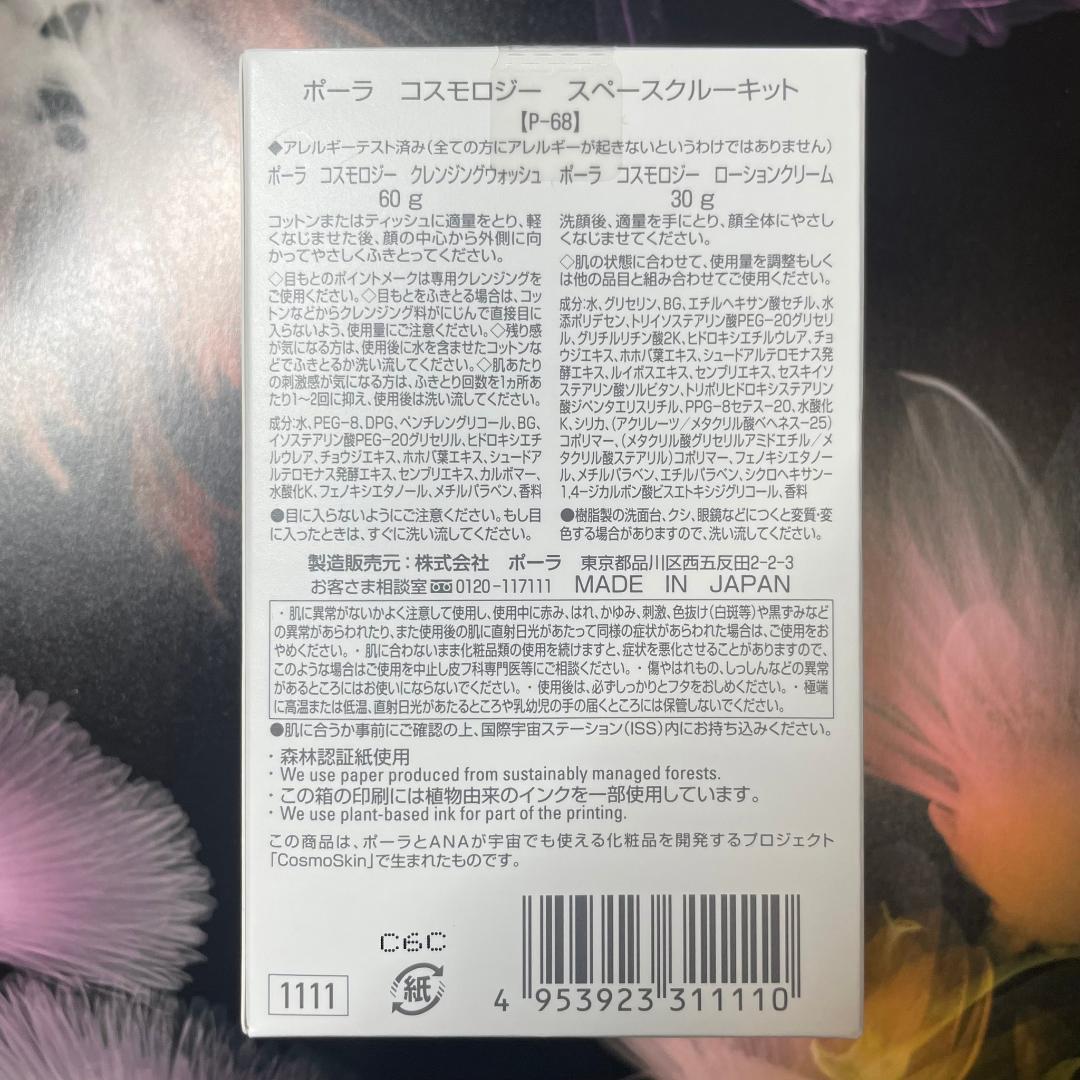 ポーラ コスモロジー スペースクルーキット
【P-68】
◆アレルギーテスト済み(全ての方にアレルギーが起きないというわけではありません)
ポーラ コスモロジー クレンジングウォッシュ
60 g
コットンまたはティッシュに適量をとり、軽
くなじませた後、顔の中心から外側に向
かってやさしくふきとってください。
◇目もとのポイントメークは専用クレンジングを
ご使用ください。◇目もとをふきとる場合は、コッ
トンなどからクレンジング料がにじんで直接目に
入らないよう、使用量にご注意ください。◇残り感
が気になる方は、使用後に水を含ませたコットンな
どでふきとるか洗い流してください。◇肌あたり
の刺激感が気になる方は、ふきとり回数を1ヵ所あ
たり1〜2回に抑え、使用後は洗い流してください。
成分:水、PEG-8、DPG、ペンチレングリコール、BG、
イソステアリン酸PEG-20グリセリル、ヒドロキシエチ
ルウレア、チョウジエキス、ホホバ葉エキス、シュードア
ルテロモナス発酵エキス、センブリエキス、カルボマー、
水酸化K、フェノキシエタノール、メチルパラベン、香料
●目に入らないようにご注意ください。もし目
に入ったときは、すぐに洗い流してください。
ポーラ コスモロジー ローションクリーム
30 g
洗顔後、適量を手にとり、顔全体にやさし
くなじませてください。
◇肌の状態に合わせて、使用量を調整もしく
は他の品目と組み合わせてご使用ください。
成分:水、グリセリン、BG、エチルヘキサン酸セチル、水
添ポリデセン、トリイソステアリン酸PEG-20グリセリ
ル、グリチルリチン酸2K、ヒドロキシエチルウレア、チョ
ウジエキス、ホホバ葉エキス、シュードアルテロモナス発
酵エキス、ルイボスエキス、センブリエキス、セスキイソ
ステアリン酸ソルビタン、トリポリヒドロキシステアリン
酸ジペンタエリスリチル、PPG-8セテス-20、水酸化
K、シリカ、(アクリレーツ/メタクリル酸ベヘネス-25)
コポリマー、(メタクリル酸グリセリルアミドエチル/メ
タクリル酸ステアリル)コポリマー、フェノキシエタノー
ル、メチルパラベン、エチルパラベン、シクロヘキサン-
1,4-ジカルボン酸ビスエトキシジグリコール、香料
●樹脂製の洗面台、クシ、眼鏡などにつくと変質・変
色する場合がありますので、洗い流してください。
製造販売元:株式会社 ポーラ 東京都品川区西五反田2-2-3
お客さま相談室 0120-117111 MADE IN JAPAN
・肌に異常がないかよく注意して使用し、使用中に赤み、はれ、かゆみ、刺激、色抜け(白斑等)や黒ずみなど
の異常があらわれたり、また使用後の肌に直射日光があたって同様の症状があらわれた場合は、ご使用をお
やめください。・肌に合わないまま化粧品類の使用を続けますと、症状を悪化させることがありますので、
このような場合はご使用を中止し皮フ科専門医等にご相談ください。・傷やはれもの、しっしんなどの異常
があるところにはお使いにならないでください。・使用後は、必ずしっかりとフタをおしめください。・極端
に高温または低温、直射日光があたるところや乳幼児の手の届くところには保管しないでください。
●肌に合うか事前にご確認の上、国際宇宙ステーション(ISS)内にお持ち込みください。
・森林認証紙使用
・We use paper produced from sustainably managed forests.
・この箱の印刷には植物由来のインクを一部使用しています。
・We use plant-based ink for part of the printing.
この商品は、ポーラとANAが宇宙でも使える化粧品を開発するプロジェクト
「CosmoSkin」で生まれたものです。
C6C
1111
紙
4 953923 311110